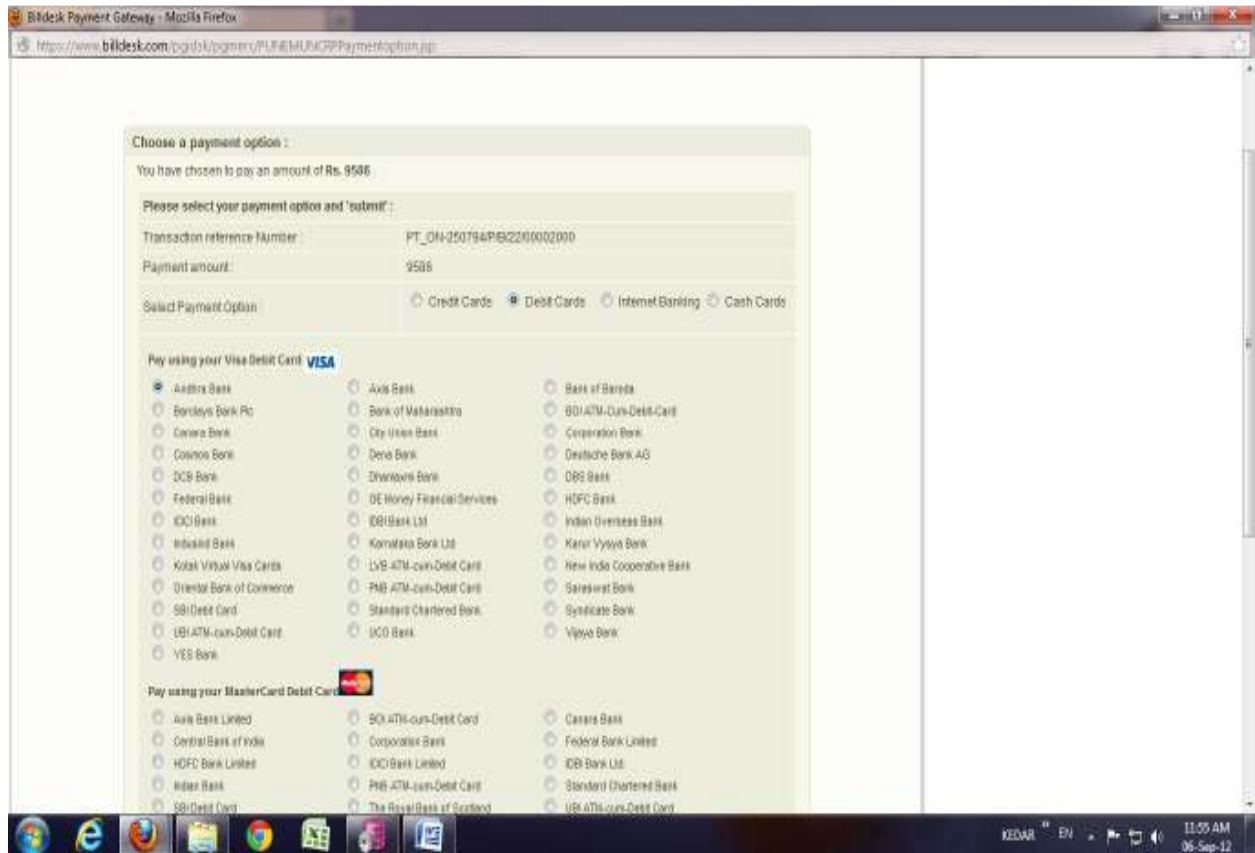 Billdesk Payment Gateway - Mozilla Firefox
https://www.billdesk.com/pgidsk/pgmerc/PUNEMUNCRPPaymentoption.jsp
Choose a payment option :
You have chosen to pay an amount of Rs. 9586
Please select your payment option and 'submit' :
Transaction reference Number :
PT_ON-250794/P/B/22/00002000
Payment amount :
9586
Select Payment Option
Credit Cards Debit Cards Internet Banking Cash Cards
Pay using your Visa Debit Card VISA
Andhra Bank Axis Bank Bank of Baroda
Barclays Bank Plc Bank of Maharashtra BOI ATM-Cum-Debit-Card
Canara Bank City Union Bank Corporation Bank
Cosmos Bank Dena Bank Deutsche Bank AG
DCB Bank Dhanlaxmi Bank DBS Bank
Federal Bank GE Money Financial Services HDFC Bank
ICICI Bank IDBI Bank Ltd Indian Overseas Bank
IndusInd Bank Karnataka Bank Ltd Karur Vysya Bank
Kotak Virtual Visa Cards LVB ATM-cum-Debit Card New India Cooperative Bank
Oriental Bank of Commerce PNB ATM-cum-Debit Card Saraswat Bank
SBI Debit Card Standard Chartered Bank Syndicate Bank
UBI ATM-cum-Debit Card UCO Bank Vijaya Bank
YES Bank
Pay using your MasterCard Debit Card
Axis Bank Limited BOI ATM-cum-Debit Card Canara Bank
Central Bank of India Corporation Bank Federal Bank Limited
HDFC Bank Limited ICICI Bank Limited IDBI Bank Ltd
Indian Bank PNB ATM-cum-Debit Card Standard Chartered Bank
SBI Debit Card The Royal Bank of Scotland UBI ATM-cum-Debit Card
KEDAR EN 11:55 AM
06-Sep-12